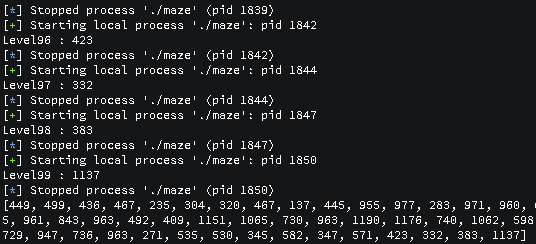 [*] Stopped process './maze' (pid 1839)
[+] Starting local process './maze': pid 1842
Level96 : 423
[*] Stopped process './maze' (pid 1842)
[+] Starting local process './maze': pid 1844
Level97 : 332
[*] Stopped process './maze' (pid 1844)
[+] Starting local process './maze': pid 1847
Level98 : 383
[*] Stopped process './maze' (pid 1847)
[+] Starting local process './maze': pid 1850
Level99 : 1137
[*] Stopped process './maze' (pid 1850)
[449, 499, 436, 467, 235, 304, 320, 467, 137, 445, 955, 977, 283, 971, 960,
5, 961, 843, 963, 492, 409, 1151, 1065, 730, 963, 1190, 1176, 740, 1062, 598
729, 947, 736, 963, 271, 535, 530, 345, 582, 347, 571, 423, 332, 383, 1137]